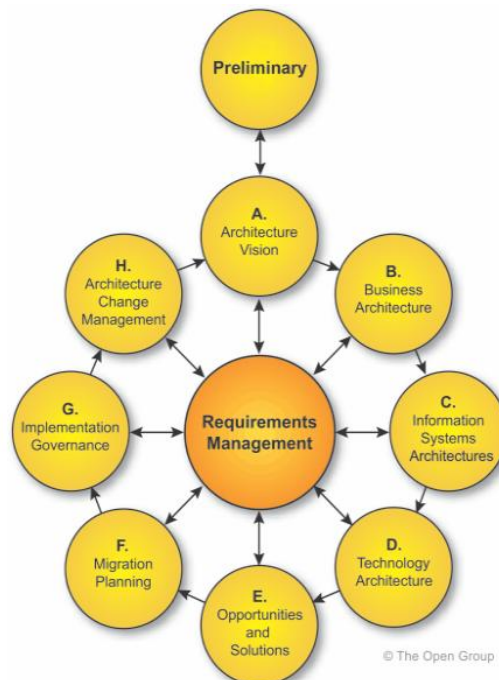 Preliminary
A.
Architecture
Vision
B.
Business
Architecture
C.
Information
Systems
Architectures
D.
Technology
Architecture
E.
Opportunities
and
Solutions
F.
Migration
Planning
G.
Implementation
Governance
H.
Architecture
Change
Management
Requirements
Management
© The Open Group